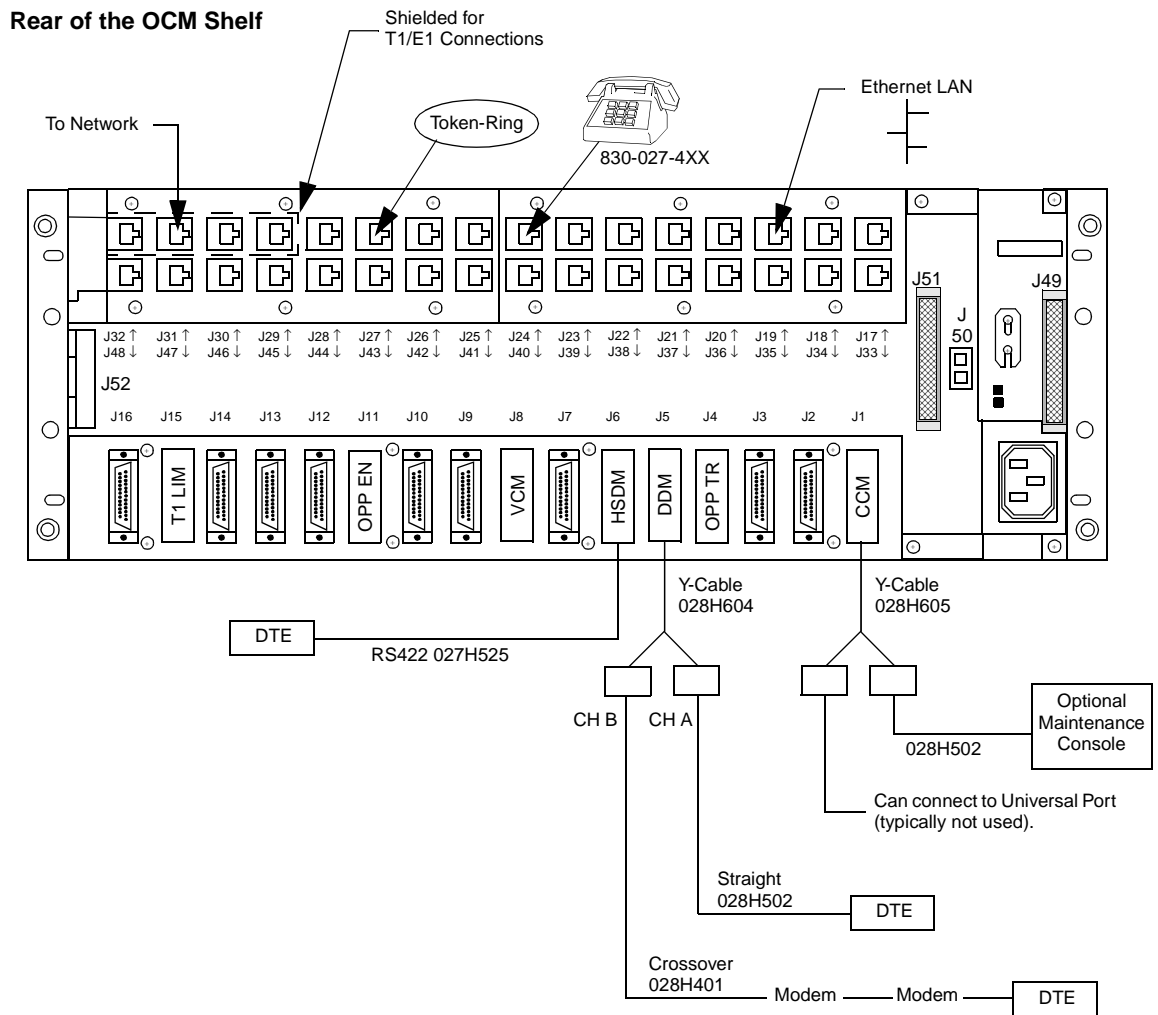 Rear of the OCM Shelf
Shielded for
T1/E1 Connections
To Network
Token-Ring
830-027-4XX
Ethernet LAN
J51
J
50
J49
J32 ↑ J31 ↑ J30 ↑ J29 ↑ J28 ↑ J27 ↑ J26 ↑ J25 ↑ J24 ↑ J23 ↑ J22 ↑ J21 ↑ J20 ↑ J19 ↑ J18 ↑ J17 ↑
J48 ↓ J47 ↓ J46 ↓ J45 ↓ J44 ↓ J43 ↓ J42 ↓ J41 ↓ J40 ↓ J39 ↓ J38 ↓ J37 ↓ J36 ↓ J35 ↓ J34 ↓ J33 ↓
J52
J16 J15 J14 J13 J12 J11 J10 J9 J8 J7 J6 J5 J4 J3 J2 J1
T1 LIM
OPP EN
VCM
HSDM
DDM
OPP TR
CCM
Y-Cable
028H604
Y-Cable
028H605
DTE
RS422 027H525
CH B CH A
Optional
Maintenance
Console
028H502
Can connect to Universal Port
(typically not used).
Straight
028H502
DTE
Crossover
028H401
Modem
Modem
DTE